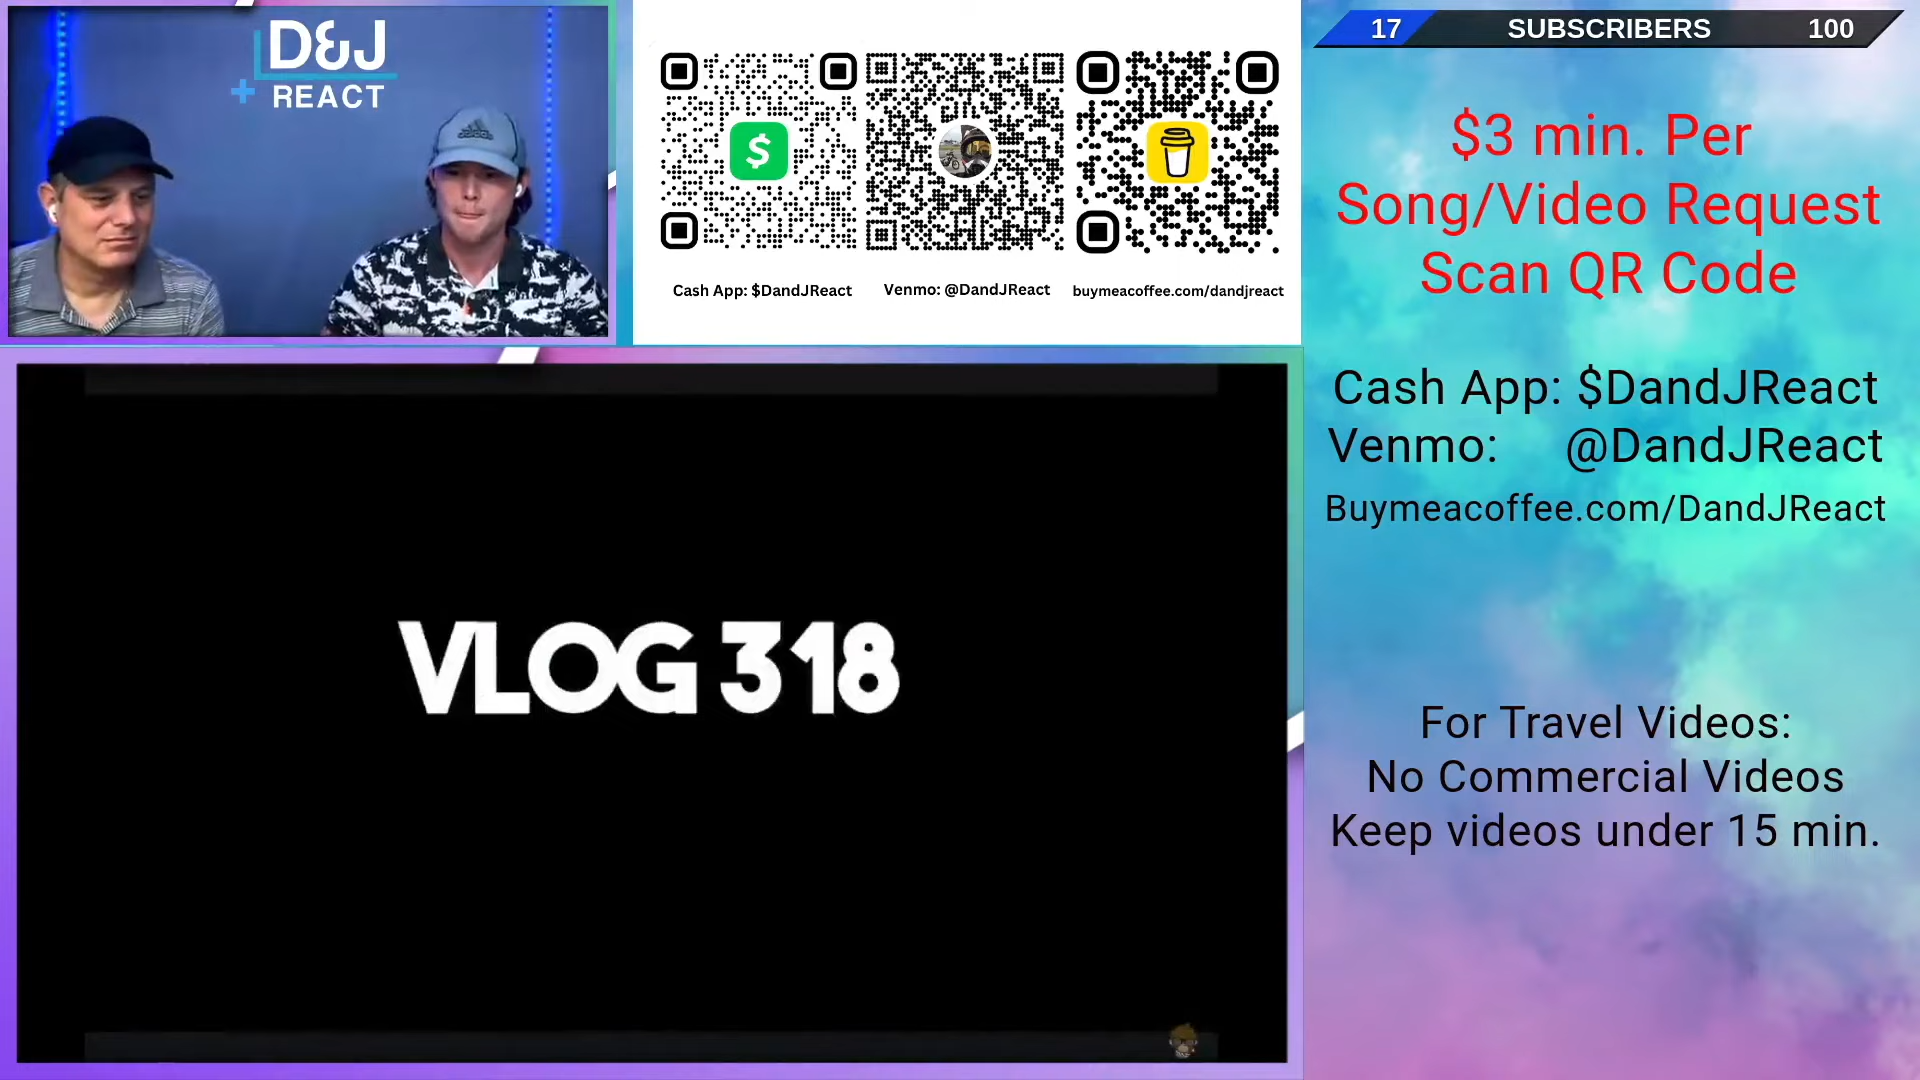 D&J
REACT
adidas
$
Cash App: $DandJReact
Venmo: @DandJReact
buymeacoffee.com/dandjreact
17 SUBSCRIBERS 100
$3 min. Per
Song/Video Request
Scan QR Code
Cash App: $DandJReact
Venmo: @DandJReact
Buymeacoffee.com/DandJReact
For Travel Videos:
No Commercial Videos
Keep videos under 15 min.
VLOG 318